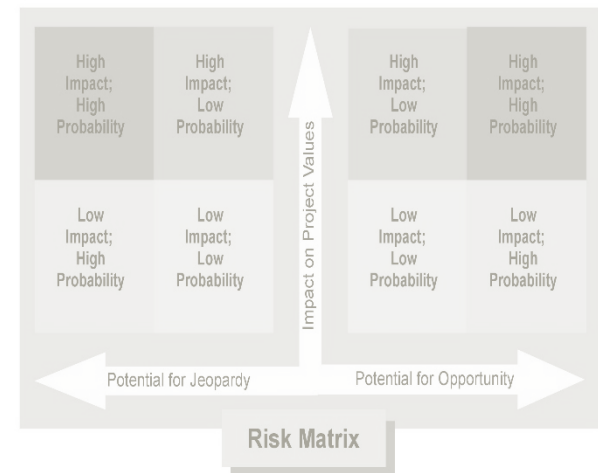 High
Impact;
High
Probability
High
Impact;
Low
Probability
Impact on Project Values
High
Impact;
Low
Probability
High
Impact;
High
Probability
Low
Impact;
High
Probability
Low
Impact;
Low
Probability
Low
Impact;
Low
Probability
Low
Impact;
High
Probability
Potential for Jeopardy
Potential for Opportunity
Risk Matrix